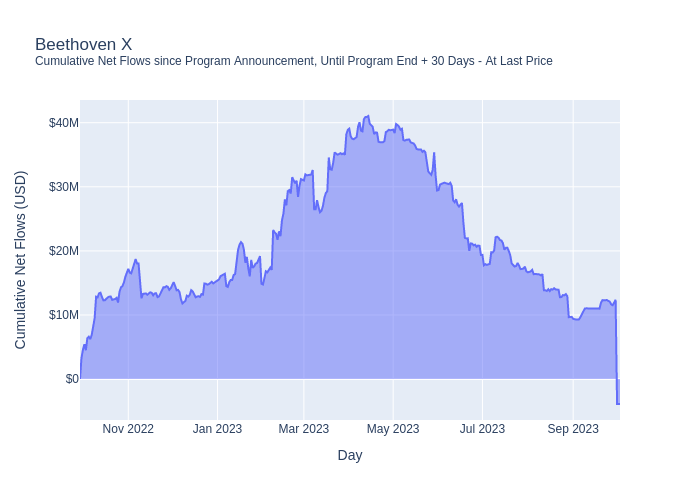 Beethoven X
Cumulative Net Flows since Program Announcement, Until Program End + 30 Days - At Last Price
Cumulative Net Flows (USD)
$40M
$30M
$20M
$10M
$0
Nov 2022
Jan 2023
Mar 2023
May 2023
Jul 2023
Sep 2023
Day